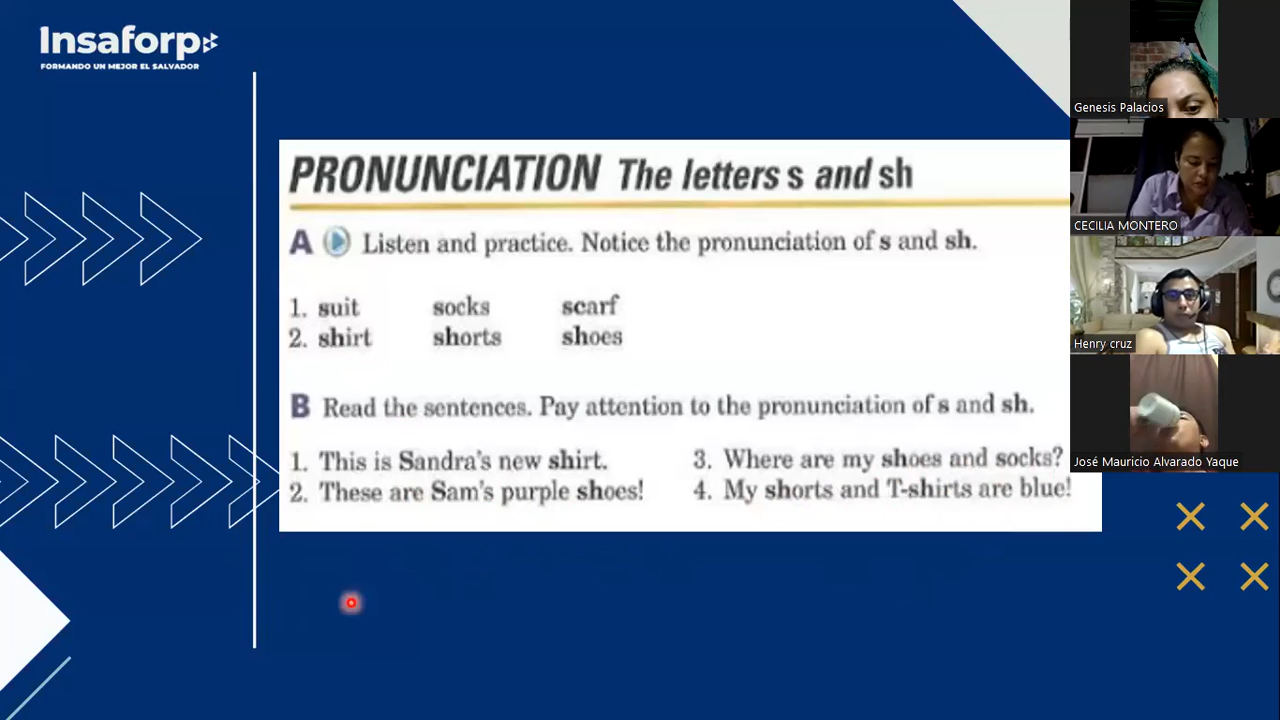 Insaforp
FORMANDO UN MEJOR EL SALVADOR
PRONUNCIATION The letters s and sh
A Listen and practice. Notice the pronunciation of s and sh.
1. suit socks scarf
2. shirt shorts shoes
B Read the sentences. Pay attention to the pronunciation of s and sh.
1. This is Sandra's new shirt.
2. These are Sam's purple shoes!
3. Where are my shoes and socks?
4. My shorts and T-shirts are blue!
Genesis Palacios
CECILIA MONTERO
Henry cruz
José Mauricio Alvarado Yaque